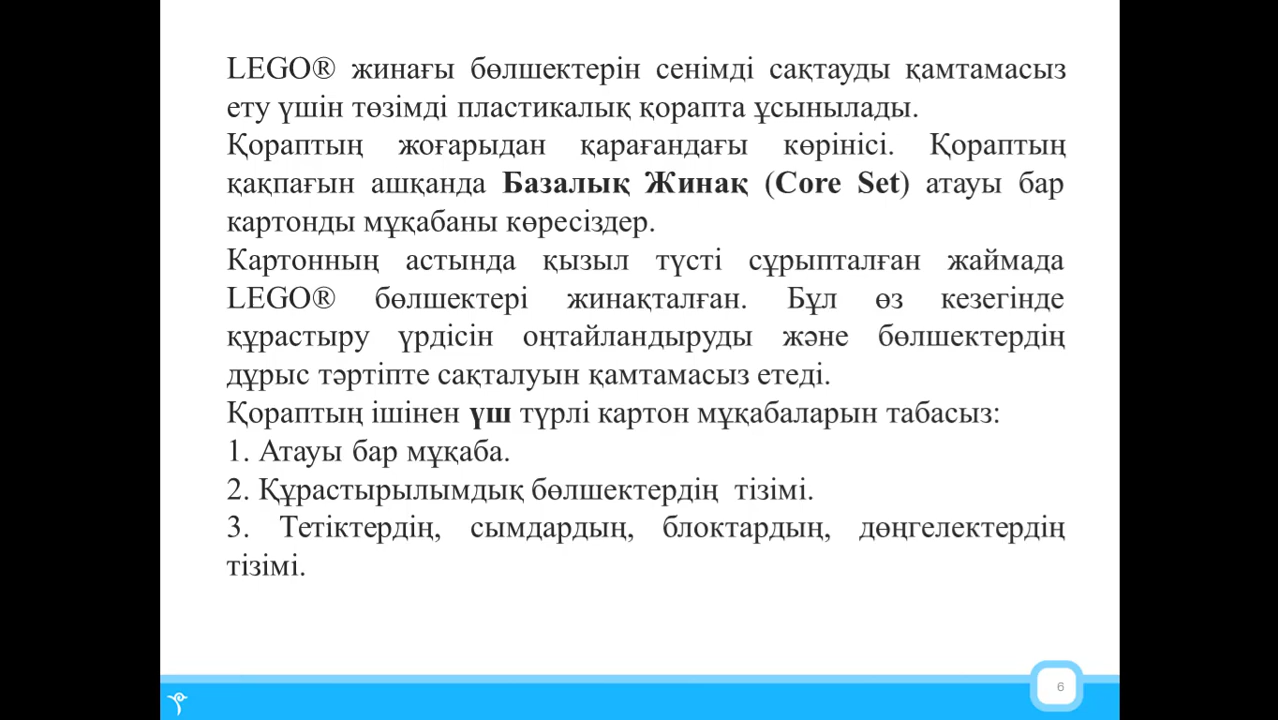 LEGO® жинағы бөлшектерін сенімді сақтауды қамтамасыз
ету үшін төзімді пластикалық қорапта ұсынылады.
Қораптың жоғарыдан қарағандағы көрінісі. Қораптың
қақпағын ашқанда Базалық Жинақ (Core Set) атауы бар
картонды мұқабаны көресіздер.
Картонның астында қызыл түсті сұрыпталған жаймада
LEGO® бөлшектері жинақталған. Бұл өз кезегінде
құрастыру үрдісін оңтайландыруды және бөлшектердің
дұрыс тәртіпте сақталуын қамтамасыз етеді.
Қораптың ішінен үш түрлі картон мұқабаларын табасыз:
1. Атауы бар мұқаба.
2. Құрастырылымдық бөлшектердің  тізімі.
3. Тетіктердің, сымдардың, блоктардың, дөңгелектердің
тізімі.
6